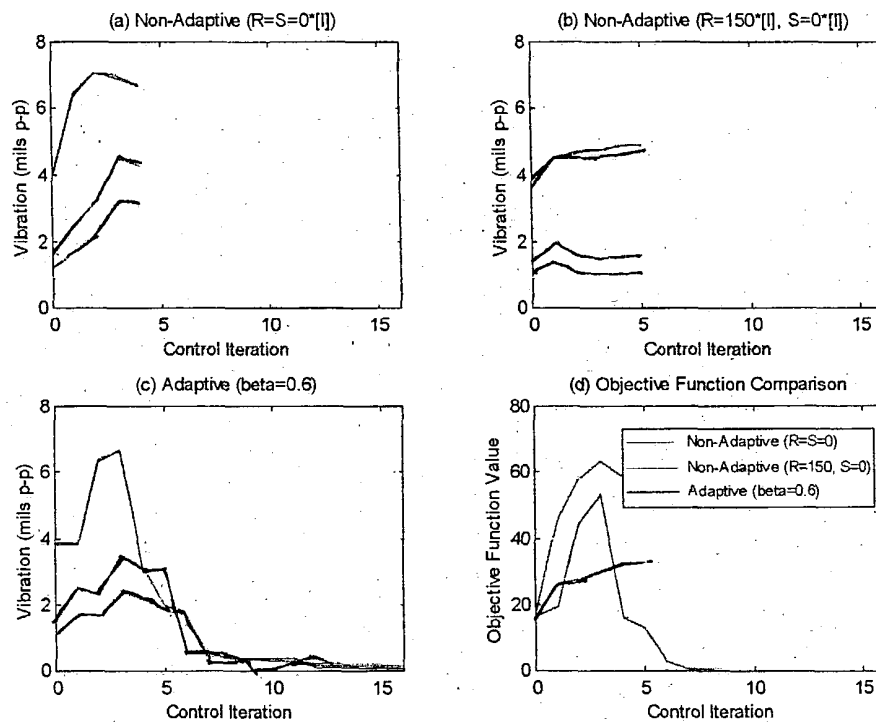 (a) Non-Adaptive (R=S=0*[I])
8
6
4
2
0
Vibration (mils p-p)
0 5 10 15
Control Iteration
(b) Non-Adaptive (R=150*[I], S=0*[I])
8
6
4
2
0
Vibration (mils p-p)
0 5 10 15
Control Iteration
(c) Adaptive (beta=0.6)
8
6
4
2
0
Vibration (mils p-p)
0 5 10 15
Control Iteration
(d) Objective Function Comparison
80
60
40
20
0
Objective Function Value
Non-Adaptive (R=S=0)
Non-Adaptive (R=150, S=0)
Adaptive (beta=0.6)
0 5 10 15
Control Iteration